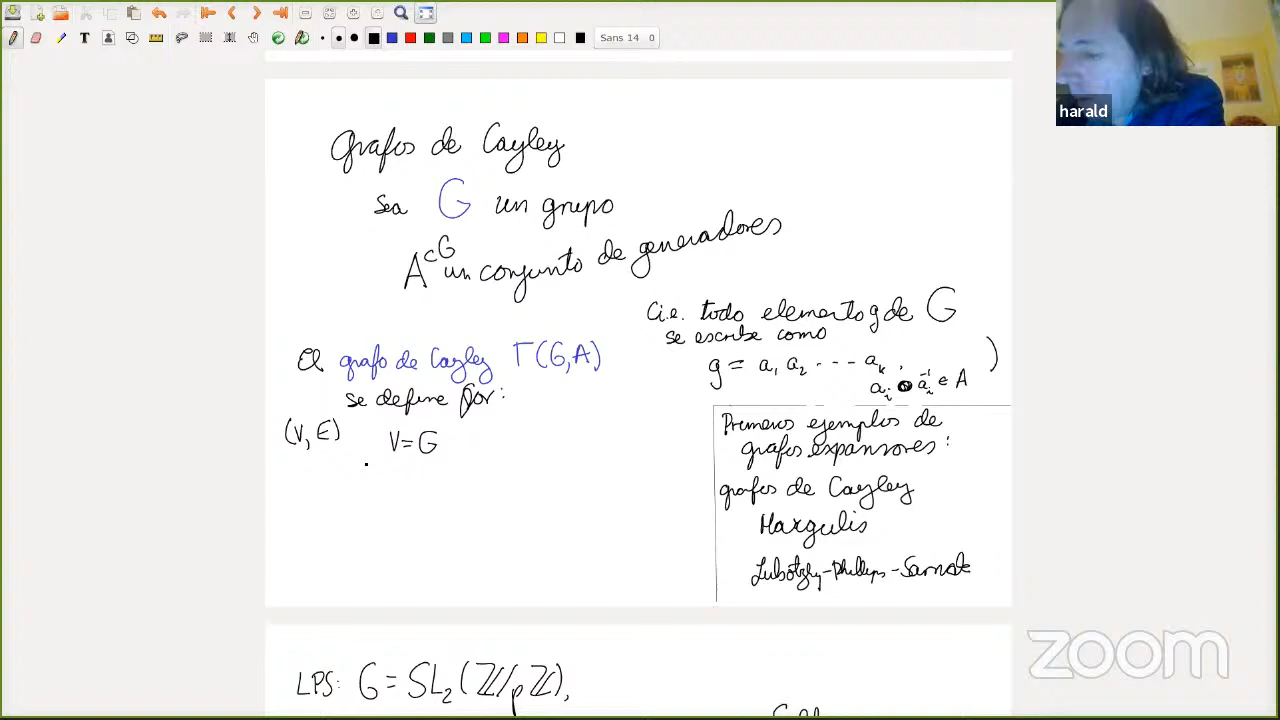 Sans 14 0
harald
Grafos de Cayley
sea G un grupo
A⊂G un conjunto de generadores
(i.e. todo elemento g de G
se escribe como
g = a₁ a₂ ... aₖ,
aᵢ o aᵢ⁻¹ ∈ A )
El grafo de Cayley Γ(G,A)
se define por:
(V, E) V = G
Primeros ejemplos de
grafos expansores:
grafos de Cayley
Margulis
Lubotzky-Phillips-Sarnak
LPS: G = SL₂(ℤ/pℤ),
zoom